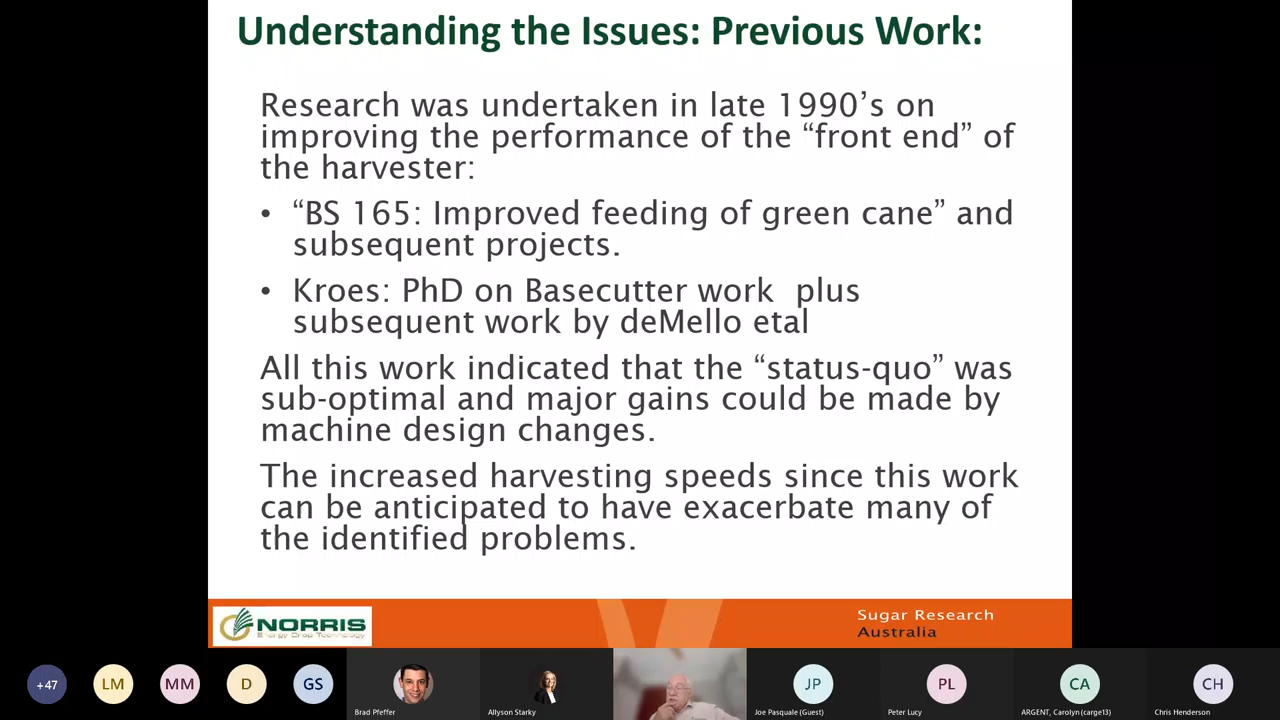 Understanding the Issues: Previous Work:
Research was undertaken in late 1990’s on
improving the performance of the “front end” of
the harvester:
• “BS 165: Improved feeding of green cane” and
subsequent projects.
• Kroes: PhD on Basecutter work plus
subsequent work by deMello etal
All this work indicated that the “status-quo” was
sub-optimal and major gains could be made by
machine design changes.
The increased harvesting speeds since this work
can be anticipated to have exacerbate many of
the identified problems.
NORRIS
Energy Crop Technology
Sugar Research
Australia
+47
LM
MM
D
GS
JP
PL
CA
CH
Brad Pfeffer
Allyson Starky
Joe Pasquale (Guest)
Peter Lucy
ARGENT, Carolyn (carge13)
Chris Henderson